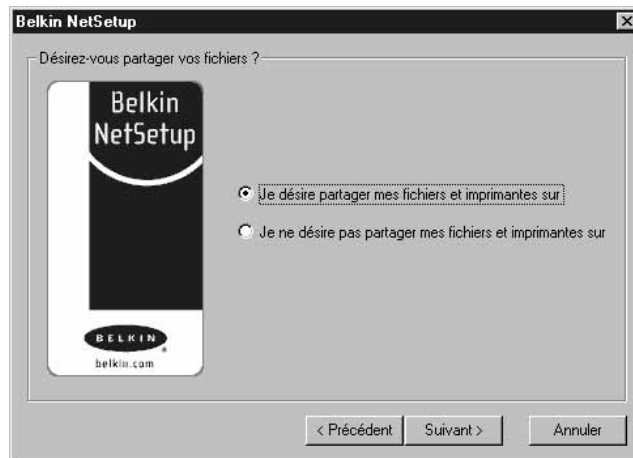 Belkin NetSetup
Désirez-vous partager vos fichiers ?
Belkin
NetSetup
Je désire partager mes fichiers et imprimantes sur
Je ne désire pas partager mes fichiers et imprimantes sur
BELKIN
®
belkin.com
< Précédent
Suivant >
Annuler